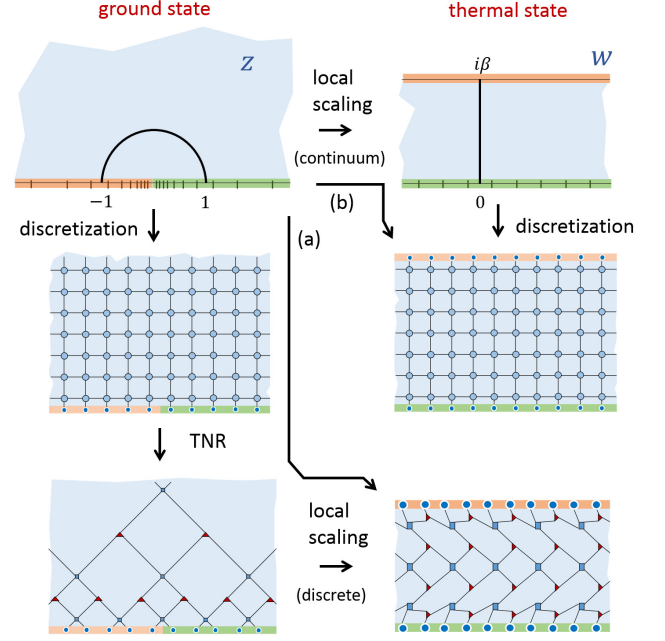 ground state
thermal state
z
local
scaling
(continuum)
iβ
w
−1
1
0
(b)
discretization
(a)
discretization
TNR
local
scaling
(discrete)